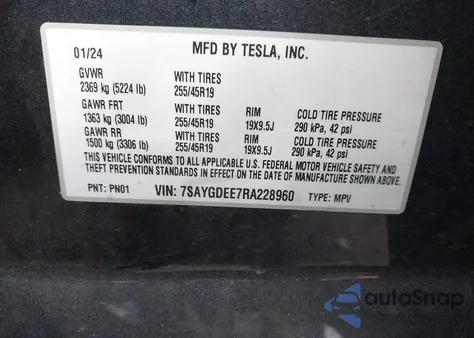 01/24 MFD BY TESLA, INC.
GVWR WITH TIRES
2369 kg (5224 lb) 255/45R19
GAWR FRT WITH TIRES RIM COLD TIRE PRESSURE
1363 kg (3004 lb) 255/45R19 19X9.5J 290 kPa, 42 psi
GAWR RR WITH TIRES RIM COLD TIRE PRESSURE
1500 kg (3306 lb) 255/45R19 19X9.5J 290 kPa, 42 psi
THIS VEHICLE CONFORMS TO ALL APPLICABLE U.S. FEDERAL MOTOR VEHICLE SAFETY AND
THEFT PREVENTION STANDARDS IN EFFECT ON THE DATE OF MANUFACTURE SHOWN ABOVE.
PNT: PN01 VIN: 7SAYGDEE7RA228960 TYPE: MPV
autoSnap